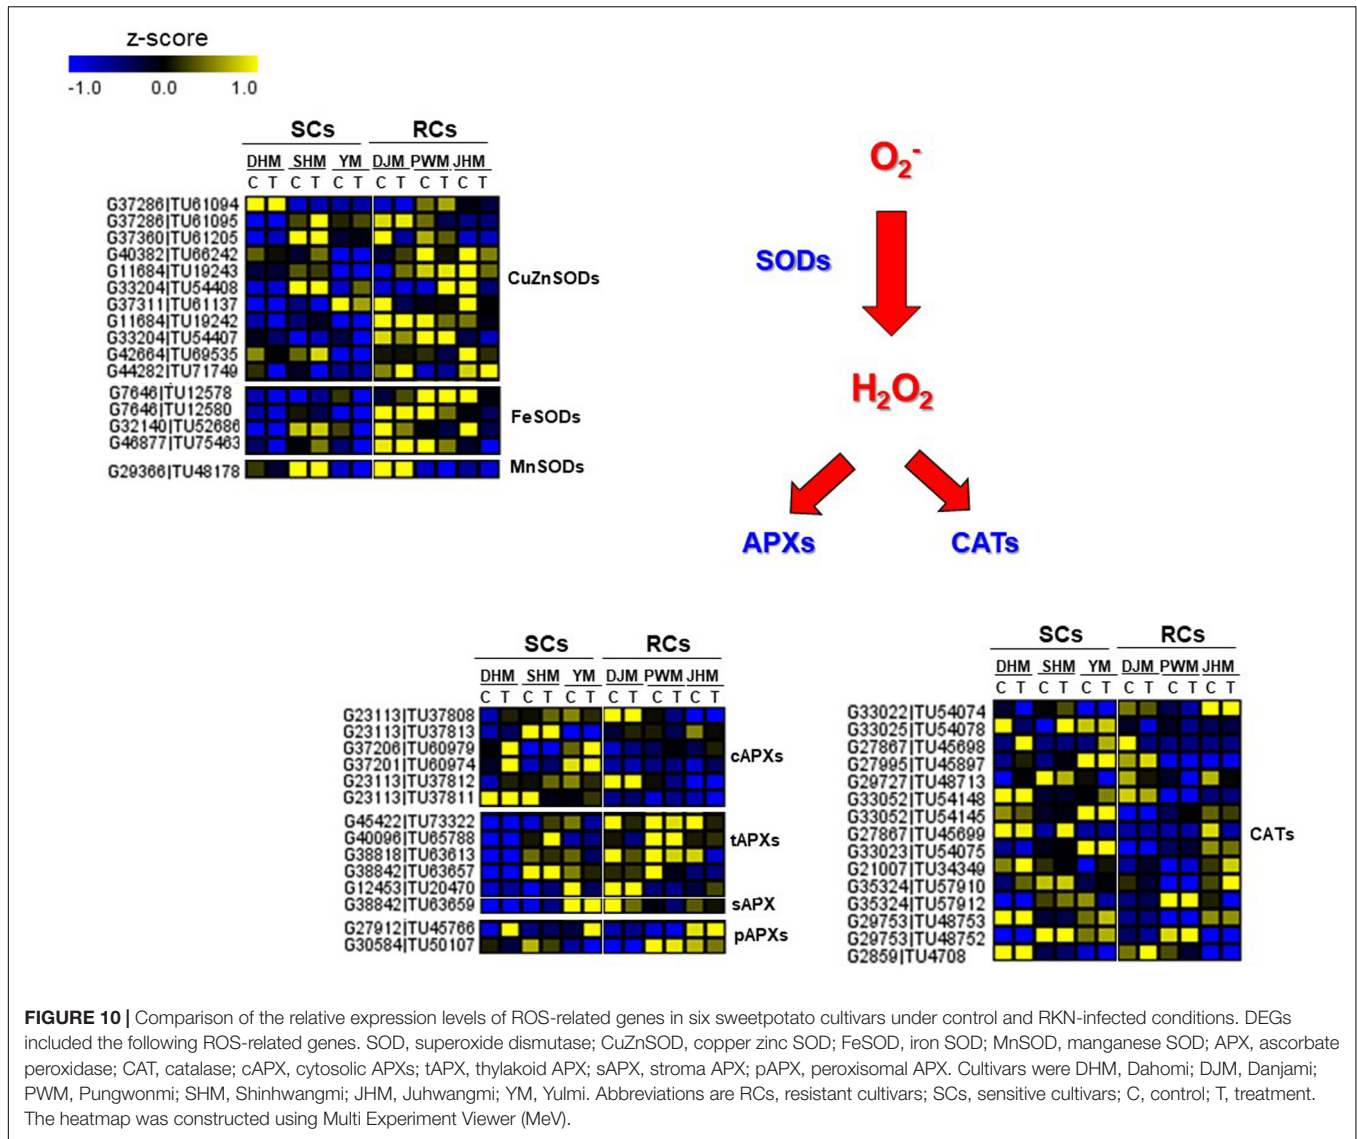 z-score
-1.0 0.0 1.0
SCs RCs
DHM SHM YM DJM PWM JHM
C T C T C T C T C T C T
G37286|TU61094
G37286|TU61095
G37360|TU61205
G40382|TU66242
G11684|TU19243
G33204|TU54408
G37311|TU61137
G11684|TU19242
G33204|TU54407
G42664|TU69535
G44282|TU71749
CuZnSODs
G7646|TU12578
G7646|TU12580
G32140|TU52686
G46877|TU75463
FeSODs
G29366|TU48178
MnSODs
O2-
SODs
H2O2
APXs CATs
SCs RCs
DHM SHM YM DJM PWM JHM
C T C T C T C T C T C T
G23113|TU37808
G23113|TU37813
G37206|TU60979
G37201|TU60974
G23113|TU37812
G23113|TU37811
cAPXs
G45422|TU73322
G40096|TU65788
G38818|TU63613
G38842|TU63657
G12453|TU20470
tAPXs
G38842|TU63659
sAPX
G27912|TU45766
G30584|TU50107
pAPXs
SCs RCs
DHM SHM YM DJM PWM JHM
C T C T C T C T C T C T
G33022|TU54074
G33025|TU54078
G27867|TU45698
G27995|TU45897
G29727|TU48713
G33052|TU54148
G33052|TU54145
G27867|TU45699
G33023|TU54075
G21007|TU34349
G35324|TU57910
G35324|TU57912
G29753|TU48753
G29753|TU48752
G2859|TU4708
CATs
FIGURE 10 | Comparison of the relative expression levels of ROS-related genes in six sweetpotato cultivars under control and RKN-infected conditions. DEGs
included the following ROS-related genes. SOD, superoxide dismutase; CuZnSOD, copper zinc SOD; FeSOD, iron SOD; MnSOD, manganese SOD; APX, ascorbate
peroxidase; CAT, catalase; cAPX, cytosolic APXs; tAPX, thylakoid APX; sAPX, stroma APX; pAPX, peroxisomal APX. Cultivars were DHM, Dahomi; DJM, Danjami;
PWM, Pungwonmi; SHM, Shinhwangmi; JHM, Juhwangmi; YM, Yulmi. Abbreviations are RCs, resistant cultivars; SCs, sensitive cultivars; C, control; T, treatment.
The heatmap was constructed using Multi Experiment Viewer (MeV).